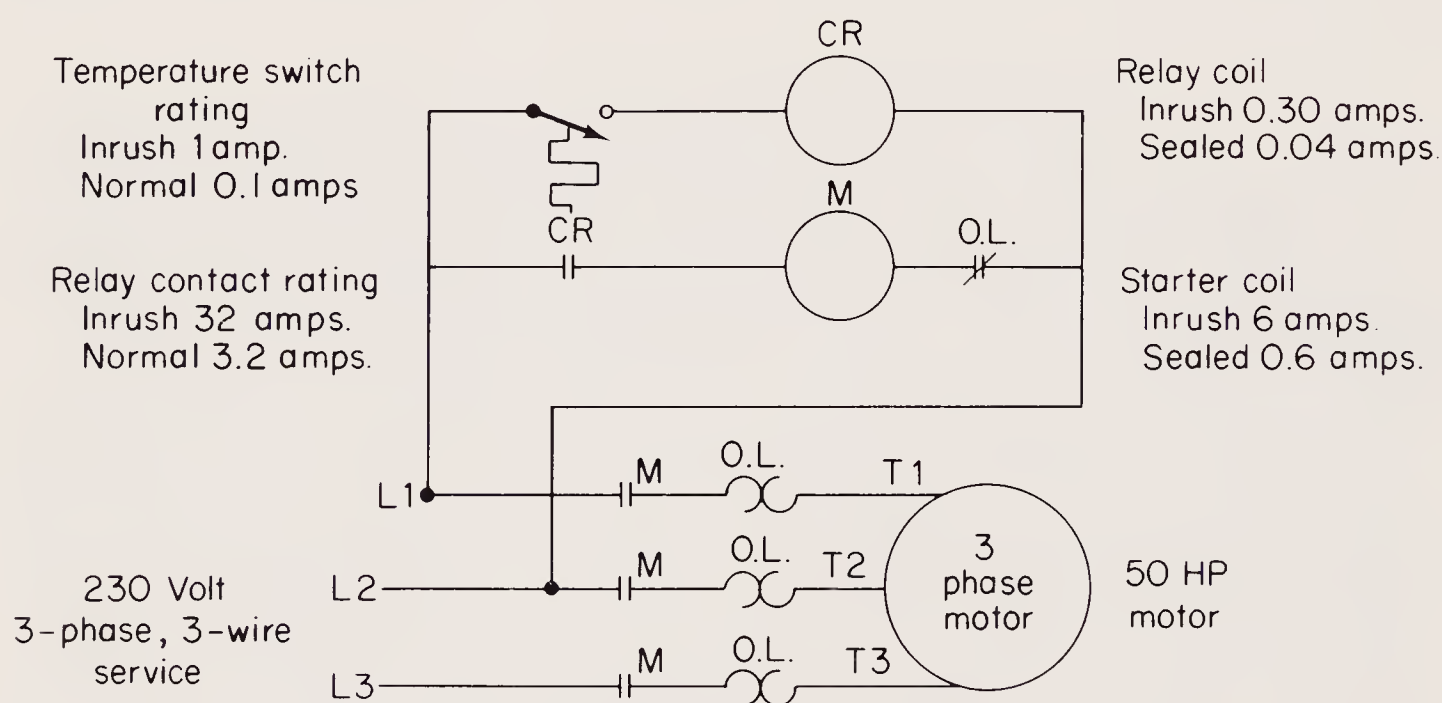 CR
Temperature switch
rating
Inrush 1 amp.
Normal 0.1 amps
Relay coil
Inrush 0.30 amps.
Sealed 0.04 amps.
M
CR
O.L.
Relay contact rating
Inrush 32 amps.
Normal 3.2 amps.
Starter coil
Inrush 6 amps.
Sealed 0.6 amps.
L1
M
O.L.
T1
230 Volt
3-phase, 3-wire
service
L2
M
O.L.
T2
3
phase
motor
50 HP
motor
L3
M
O.L.
T3